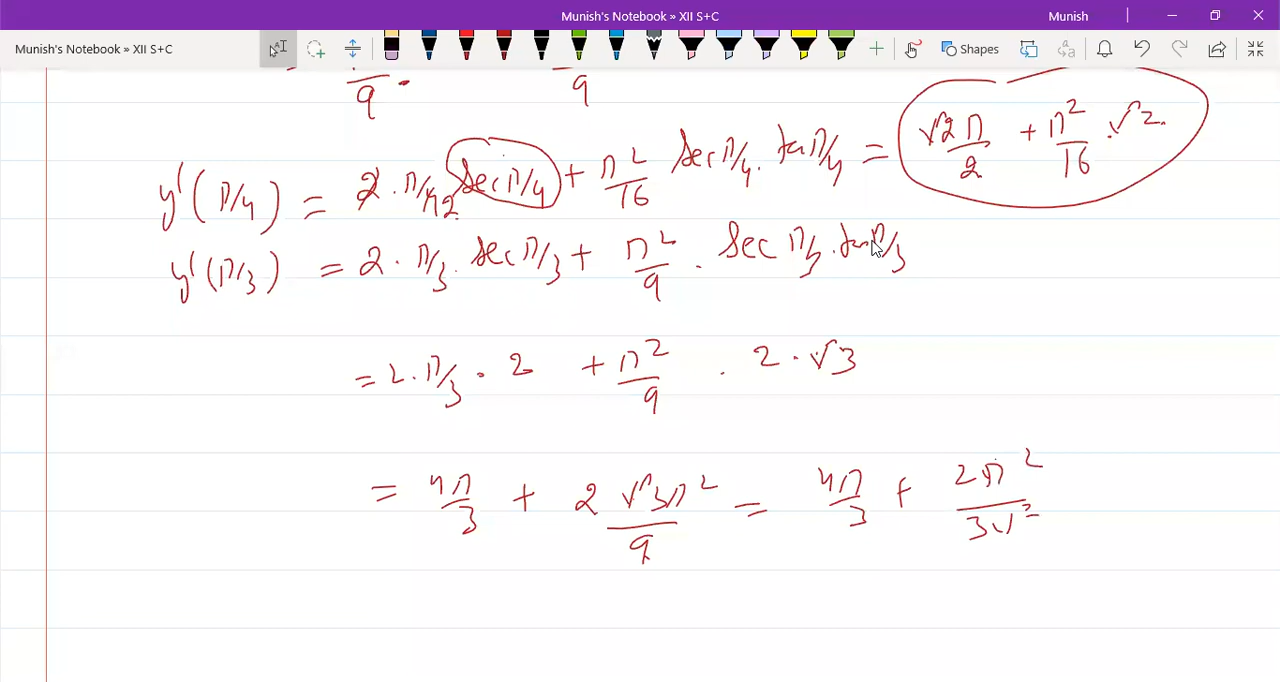 Munish's Notebook » XII S+C
Munish
Munish's Notebook » XII S+C
Shapes
9 · 9
y'(π/4) = 2 · π/4 2 sec π/4 + π²/16 sec π/4 · tan π/4 = √2π/2 + π²/16 · √2
y'(π/3) = 2 · π/3 · sec π/3 + π²/9 · sec π/3 · tan π/3
= 2 · π/3 · 2 + π²/9 · 2 · √3
= 4π/3 + 2√3π²/9 = 4π/3 + 2π²/3√3